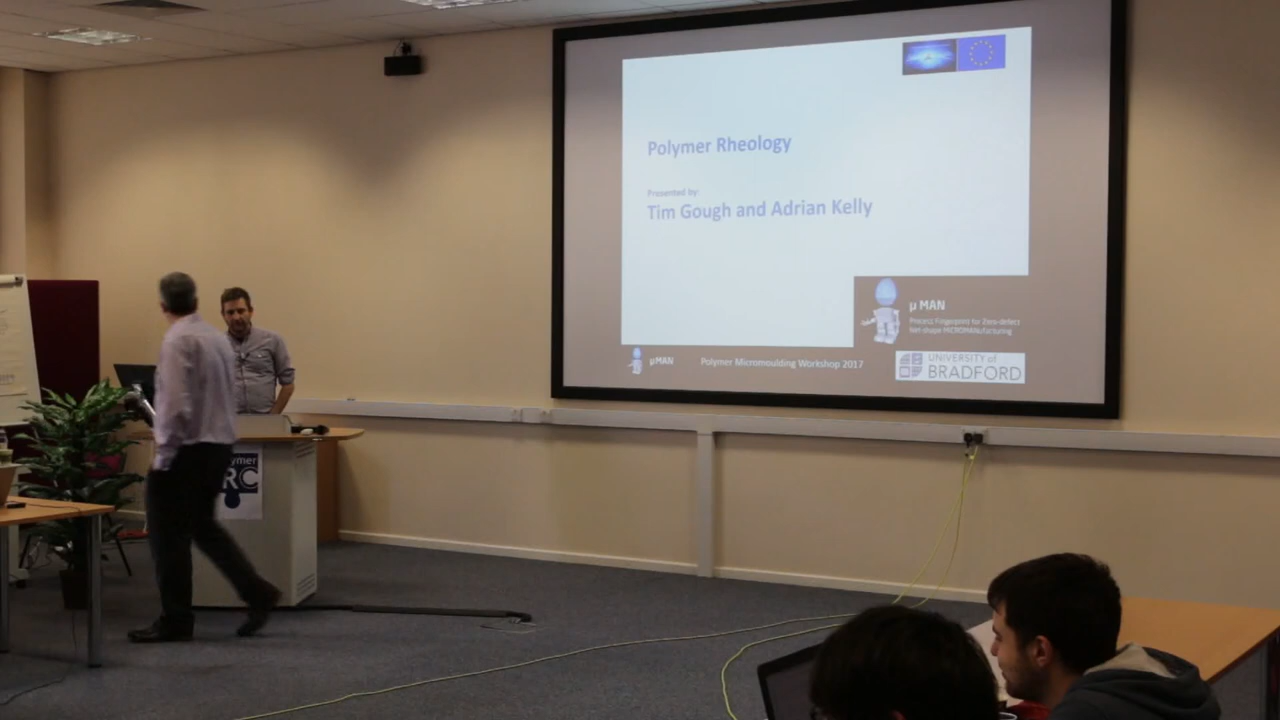 Polymer Rheology
Presented by:
Tim Gough and Adrian Kelly
µ MAN
Process Fingerprint for Zero-defect
Net-shape MICROMANufacturing
µMAN
Polymer Micromoulding Workshop 2017
UNIVERSITY of
BRADFORD
ymer
RC